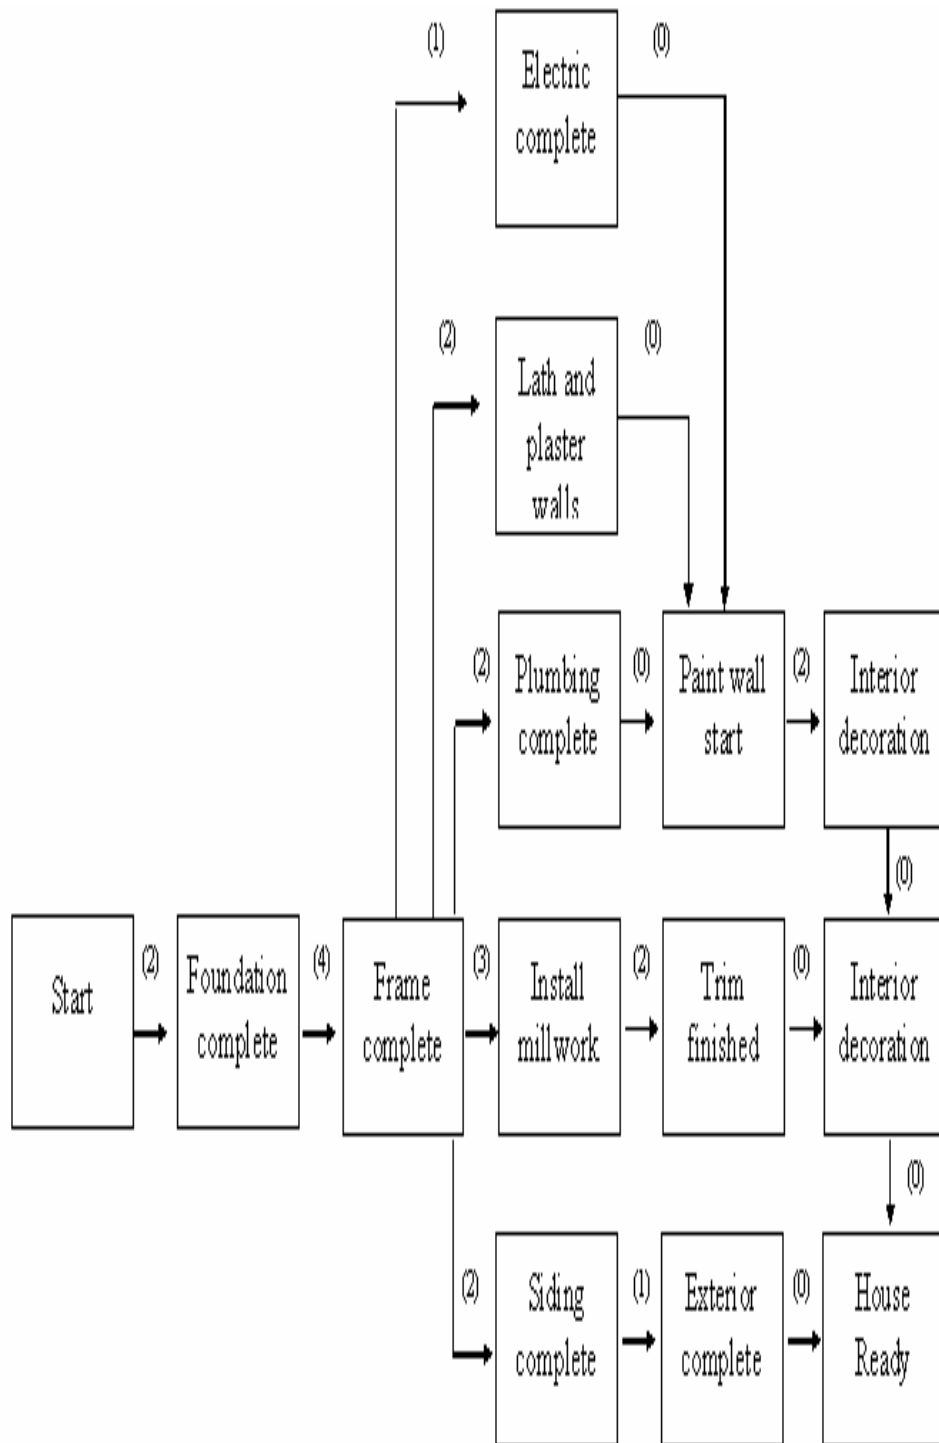 (1)
Electric
complete
(0)
(2)
Lath and
plaster
walls
(0)
(2)
Plumbing
complete
(0)
Paint wall
start
(2)
Interior
decoration
(0)
Start
(2)
Foundation
complete
(4)
Frame
complete
(3)
Install
millwork
(2)
Trim
finished
(0)
Interior
decoration
(0)
(2)
Siding
complete
(1)
Exterior
complete
(0)
House
Ready